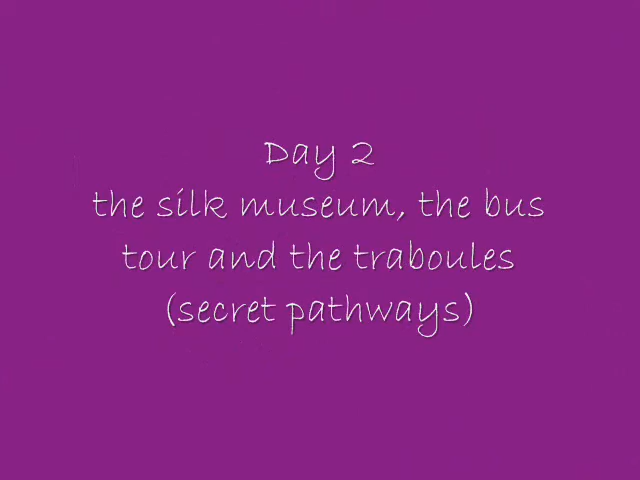 Day 2
the silk museum, the bus
tour and the traboules
(secret pathways)